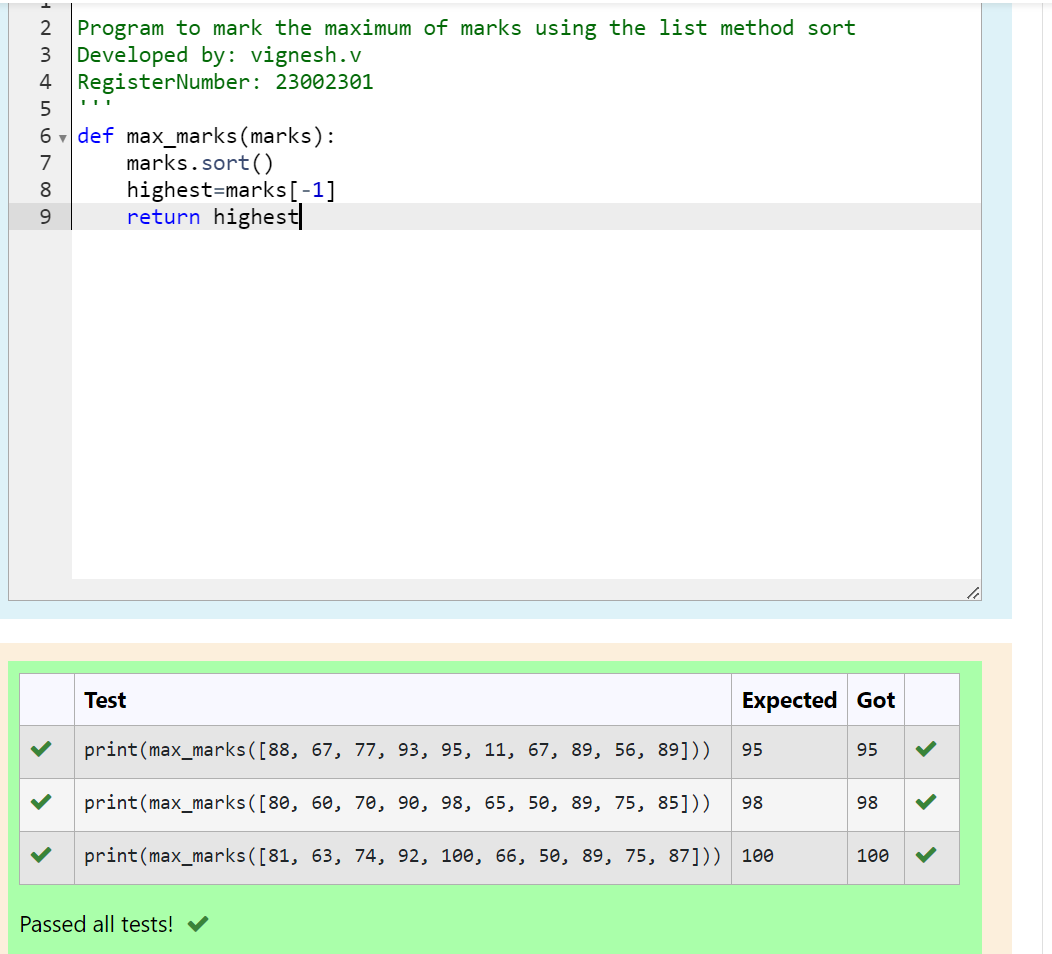 1
2 Program to mark the maximum of marks using the list method sort
3 Developed by: vignesh.v
4 RegisterNumber: 23002301
5 '''
6 def max_marks(marks):
7 marks.sort()
8 highest=marks[-1]
9 return highest
Test Expected Got
print(max_marks([88, 67, 77, 93, 95, 11, 67, 89, 56, 89])) 95 95
print(max_marks([80, 60, 70, 90, 98, 65, 50, 89, 75, 85])) 98 98
print(max_marks([81, 63, 74, 92, 100, 66, 50, 89, 75, 87])) 100 100
Passed all tests!